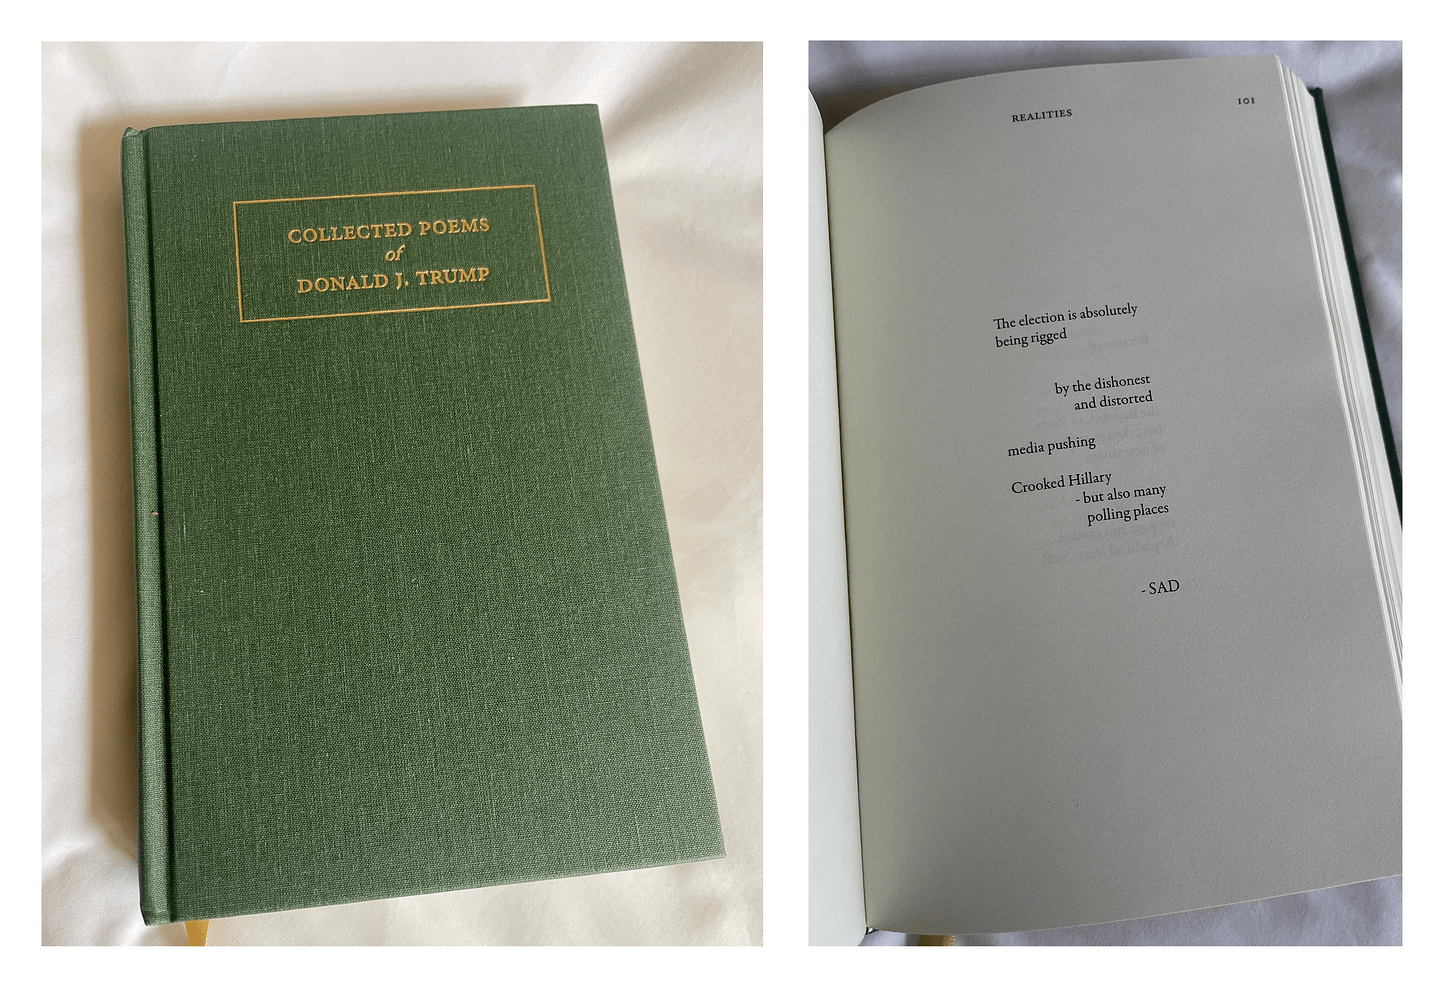 COLLECTED POEMS
of
DONALD J. TRUMP
REALITIES 101
The election is absolutely
being rigged
by the dishonest
and distorted
media pushing
Crooked Hillary
- but also many
polling places
- SAD